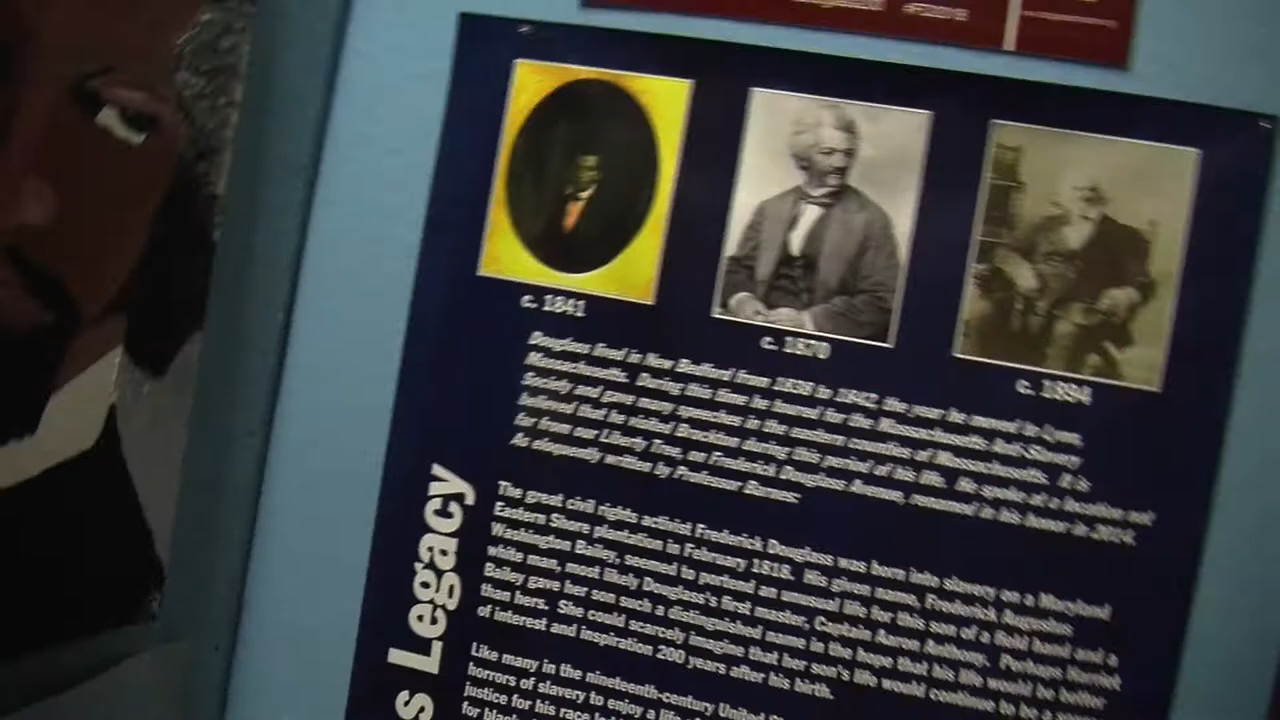 c. 1841
c. 1870
c. 1894
Douglass lived in New Bedford from 1838 to 1842, the year he moved to Lynn,
Massachusetts. During this time he toured for the Massachusetts Anti-Slavery
Society and gave many speeches in the eastern counties of Massachusetts. It is
believed that he visited during this period of his life. He spoke at a location not
far from our Liberty Tree, on Frederick Douglass Avenue, renamed in his honor in 2014.
As eloquently written by Professor
The great civil rights activist Frederick Douglass was born into slavery on a Maryland
Eastern Shore plantation in February 1818. His given name, Frederick Augustus
Washington Bailey, seemed to portend an unusual life for this son of a field hand and a
white man, most likely Douglass's first master, Captain Aaron Anthony. Perhaps Harriet
Bailey gave her son such a distinguished name in the hope that his life would be better
than hers. She could scarcely imagine that her son's life would continue to be a source
of interest and inspiration 200 years after his birth.
Like many in the nineteenth-century United
horrors of slavery to enjoy a life of
justice for his race
for black
s Legacy